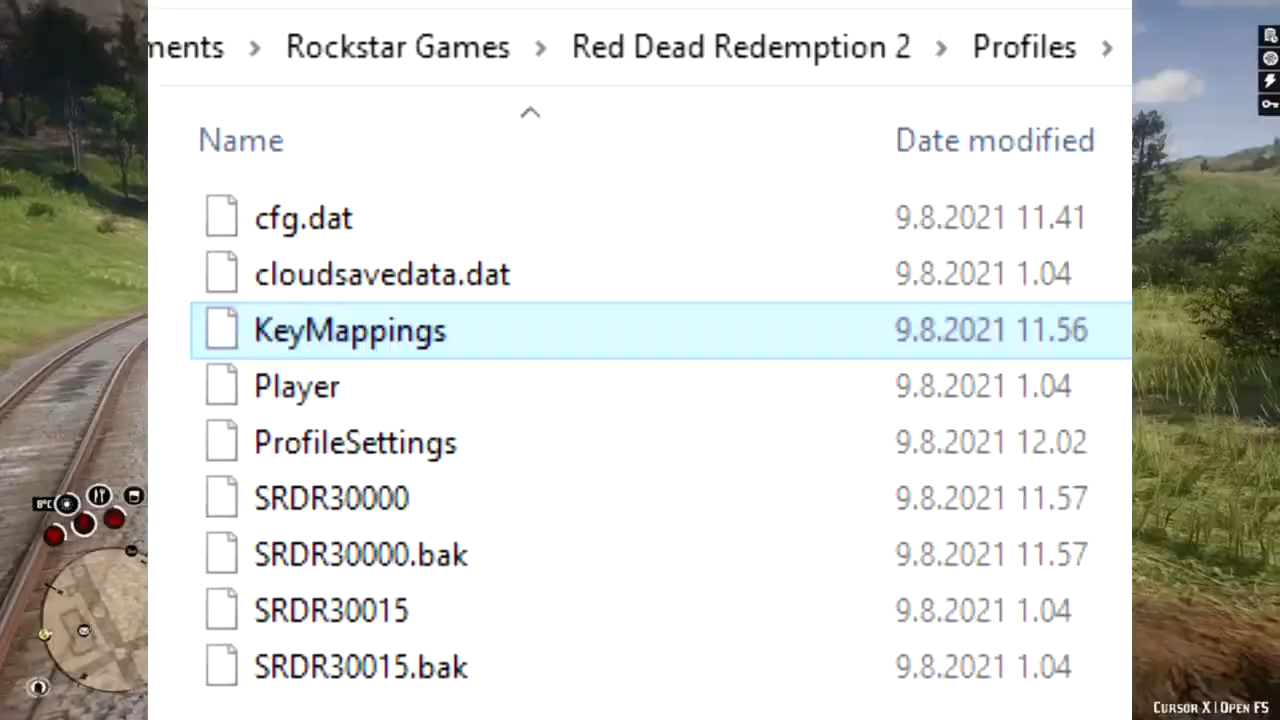 ments > Rockstar Games > Red Dead Redemption 2 > Profiles >
Name Date modified
cfg.dat 9.8.2021 11.41
cloudsavedata.dat 9.8.2021 1.04
KeyMappings 9.8.2021 11.56
Player 9.8.2021 1.04
ProfileSettings 9.8.2021 12.02
SRDR30000 9.8.2021 11.57
SRDR30000.bak 9.8.2021 11.57
SRDR30015 9.8.2021 1.04
SRDR30015.bak 9.8.2021 1.04
8°C
CURSOR X | OPEN F5